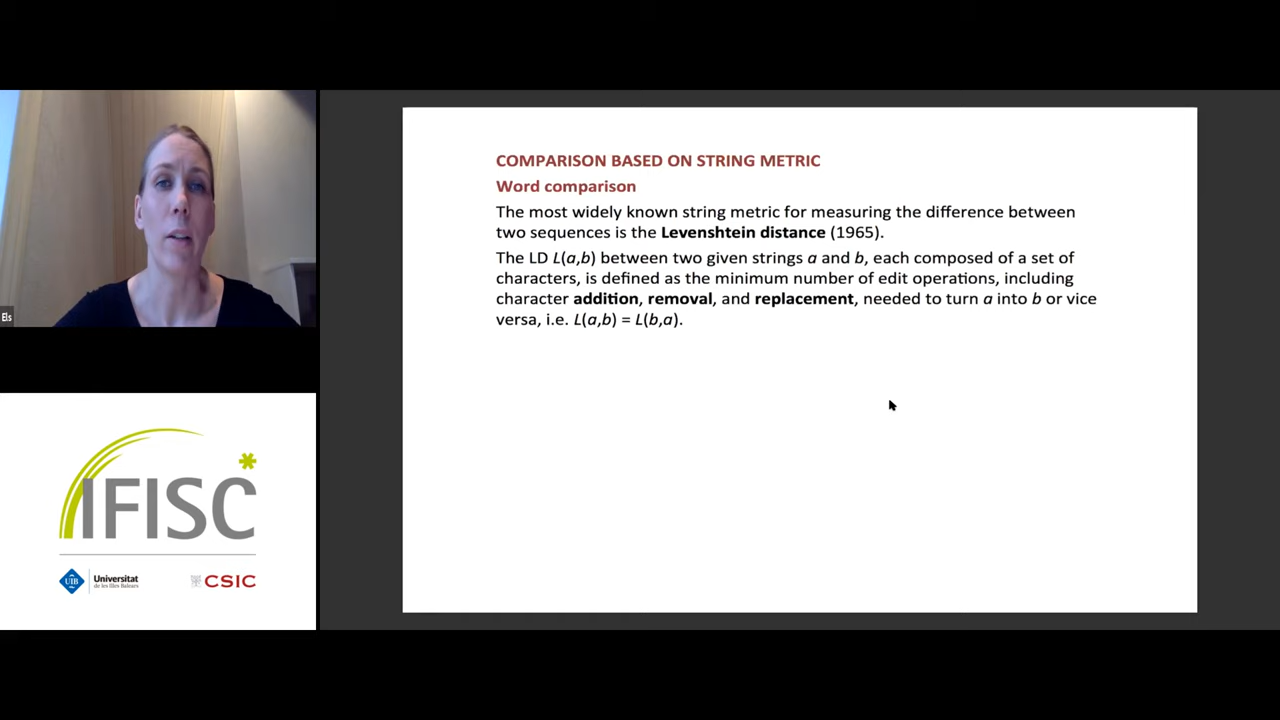 COMPARISON BASED ON STRING METRIC
Word comparison
The most widely known string metric for measuring the difference between
two sequences is the Levenshtein distance (1965).
The LD L(a,b) between two given strings a and b, each composed of a set of
characters, is defined as the minimum number of edit operations, including
character addition, removal, and replacement, needed to turn a into b or vice
versa, i.e. L(a,b) = L(b,a).
Els
IFISC
UIB
Universitat
de les Illes Balears
CSIC